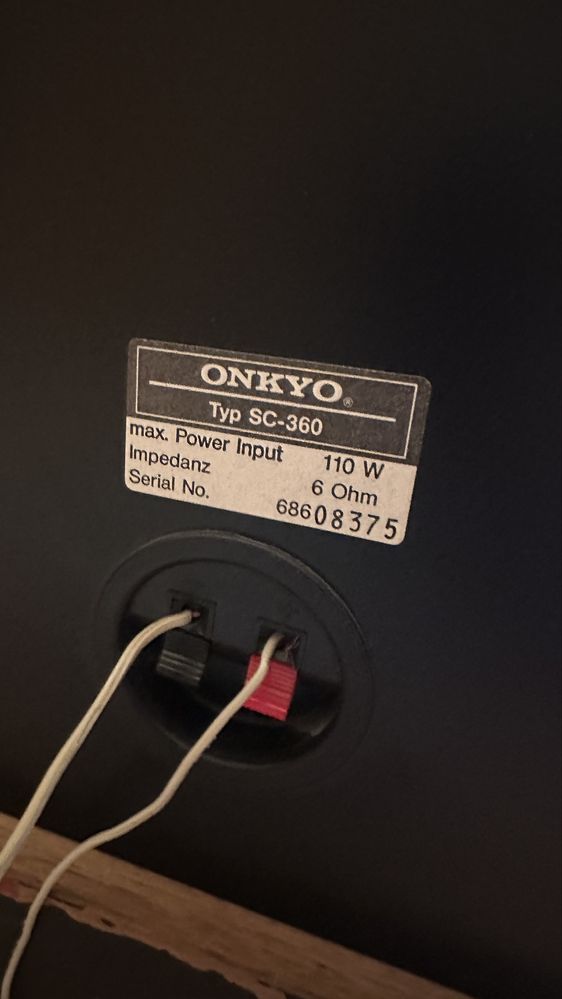 ONKYO®
Typ SC-360
max. Power Input 110 W
Impedanz 6 Ohm
Serial No. 68608375